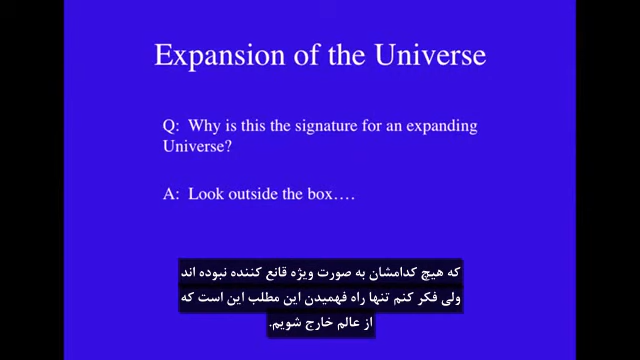 Expansion of the Universe
Q: Why is this the signature for an expanding
Universe?
A: Look outside the box….
که هیچ کدامشان به صورت ویژه قانع کننده نبوده اند
ولی فکر کنم تنها راه فهمیدن این مطلب این است که
از عالم خارج شویم.